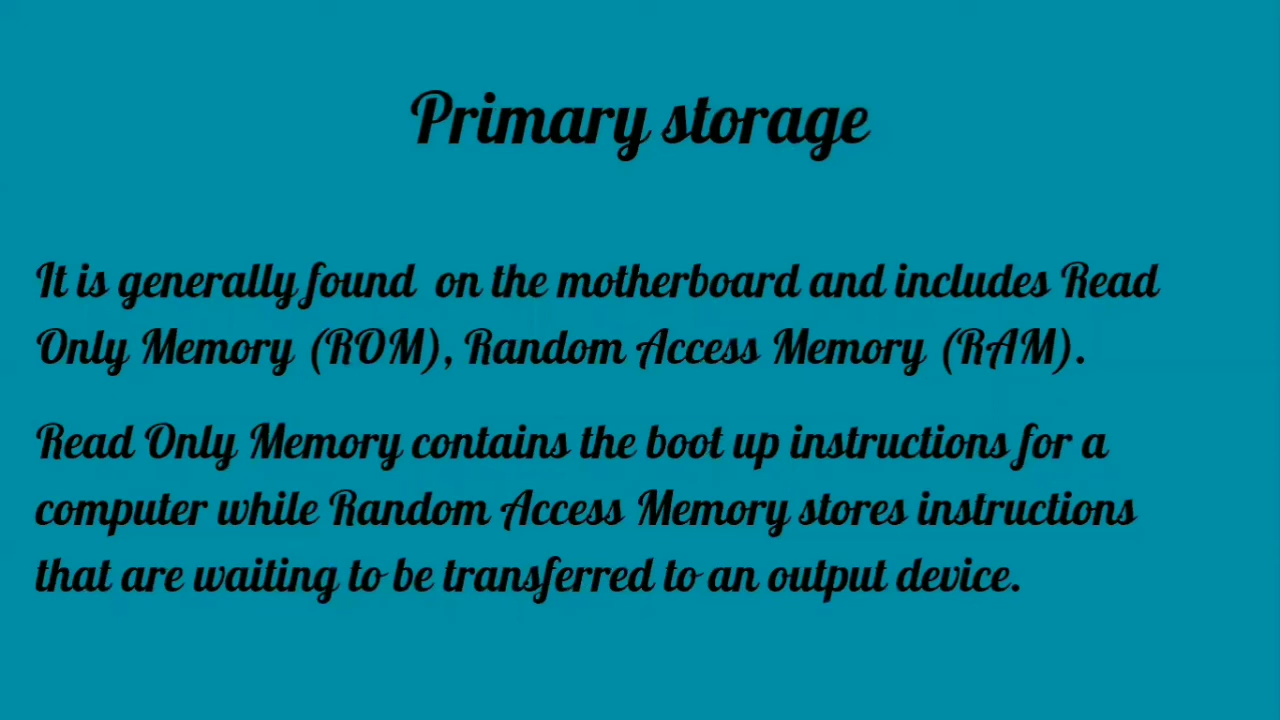 Primary storage
It is generally found on the motherboard and includes Read
Only Memory (ROM), Random Access Memory (RAM).
Read Only Memory contains the boot up instructions for a
computer while Random Access Memory stores instructions
that are waiting to be transferred to an output device.